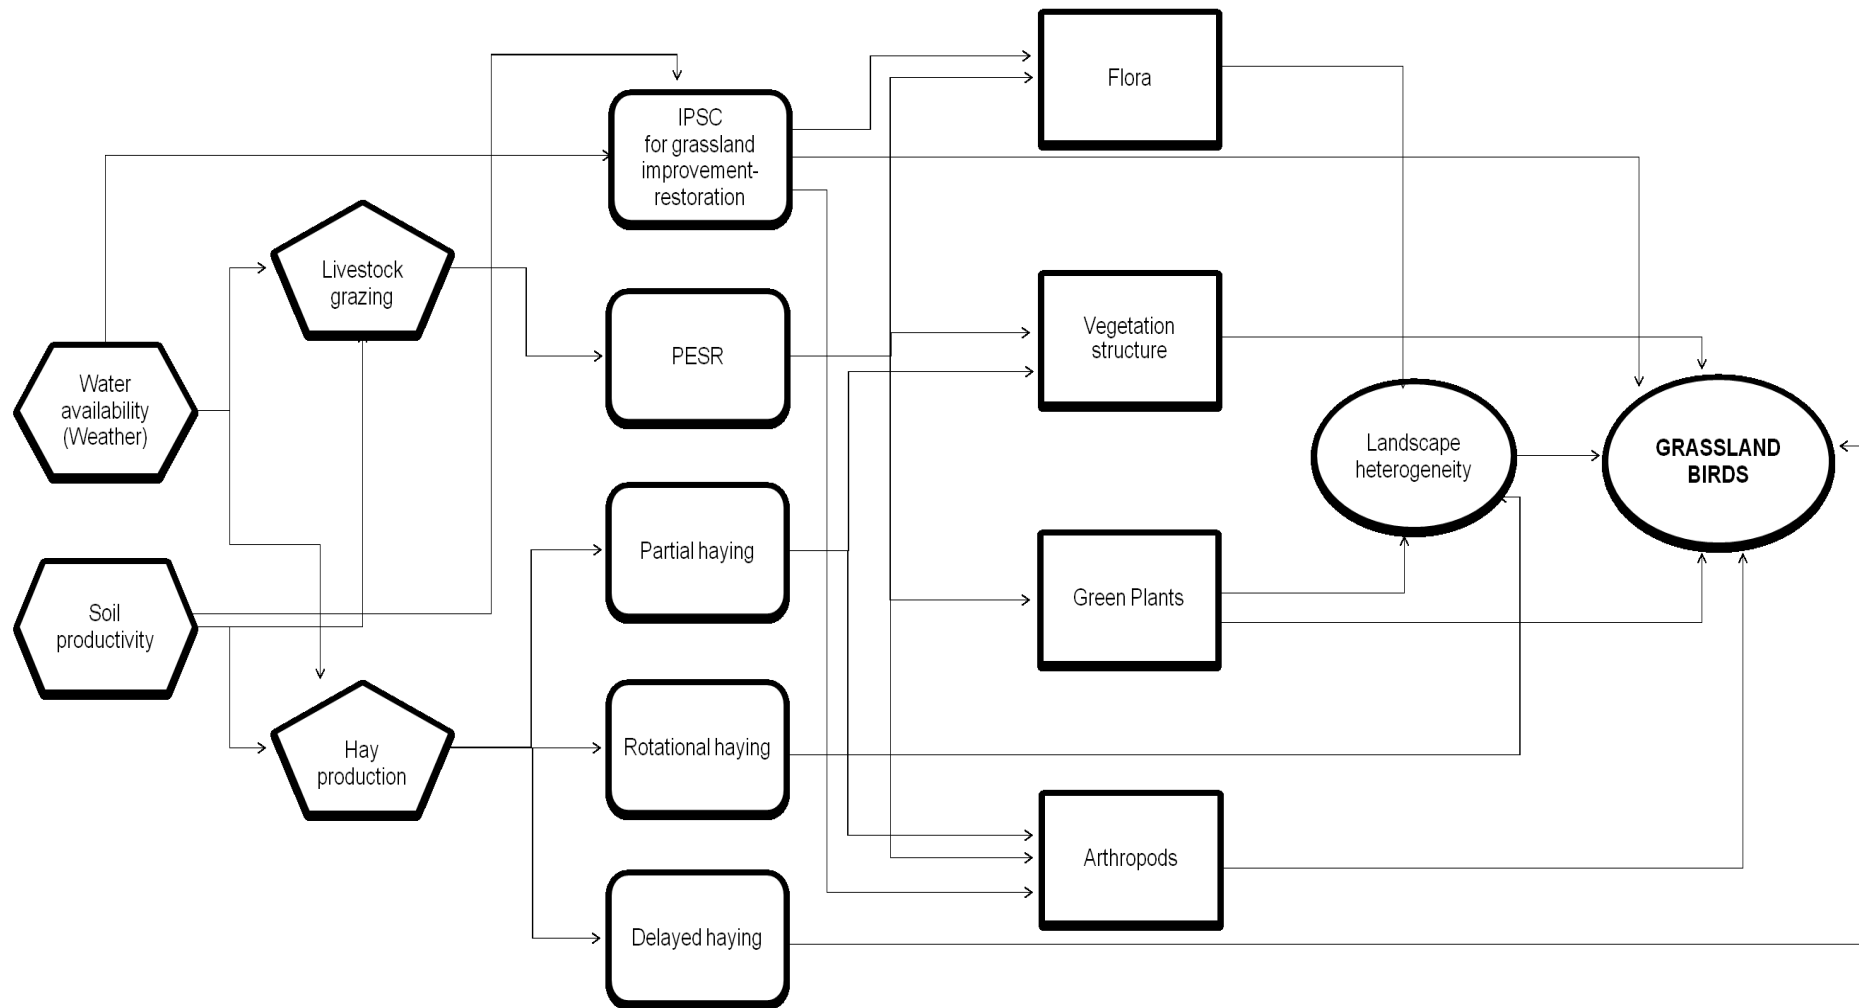 Water
availability
(Weather)
Soil
productivity
Livestock
grazing
Hay
production
IPSC
for grassland
improvement-
restoration
PESR
Partial haying
Rotational haying
Delayed haying
Flora
Vegetation
structure
Green Plants
Arthropods
Landscape
heterogeneity
GRASSLAND
BIRDS